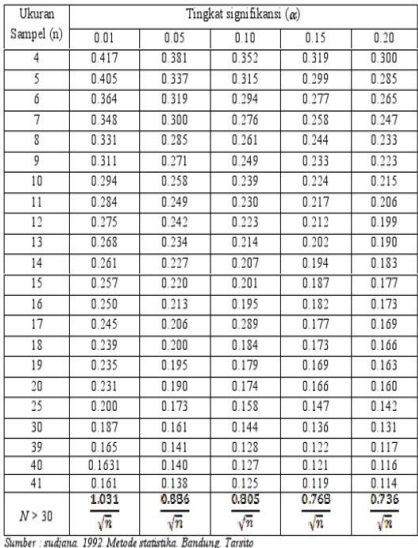 Ukuran Sampel (n) Tingkat signifikansi (α)
0.01 0.05 0.10 0.15 0.20
4 0.417 0.381 0.352 0.319 0.300
5 0.405 0.337 0.315 0.299 0.285
6 0.364 0.319 0.294 0.277 0.265
7 0.348 0.300 0.276 0.258 0.247
8 0.331 0.285 0.261 0.244 0.233
9 0.311 0.271 0.249 0.233 0.223
10 0.294 0.258 0.239 0.224 0.215
11 0.284 0.249 0.230 0.217 0.206
12 0.275 0.242 0.223 0.212 0.199
13 0.268 0.234 0.214 0.202 0.190
14 0.261 0.227 0.207 0.194 0.183
15 0.257 0.220 0.201 0.187 0.177
16 0.250 0.213 0.195 0.182 0.173
17 0.245 0.206 0.289 0.177 0.169
18 0.239 0.200 0.184 0.173 0.166
19 0.235 0.195 0.179 0.169 0.163
20 0.231 0.190 0.174 0.166 0.160
25 0.200 0.173 0.158 0.147 0.142
30 0.187 0.161 0.144 0.136 0.131
39 0.165 0.141 0.128 0.122 0.117
40 0.1631 0.140 0.127 0.121 0.116
41 0.161 0.138 0.125 0.119 0.114
N > 30 1.031/√n 0.886/√n 0.805/√n 0.768/√n 0.736/√n
Sumber : sudjana. 1992. Metode statistika. Bandung. Tarsito